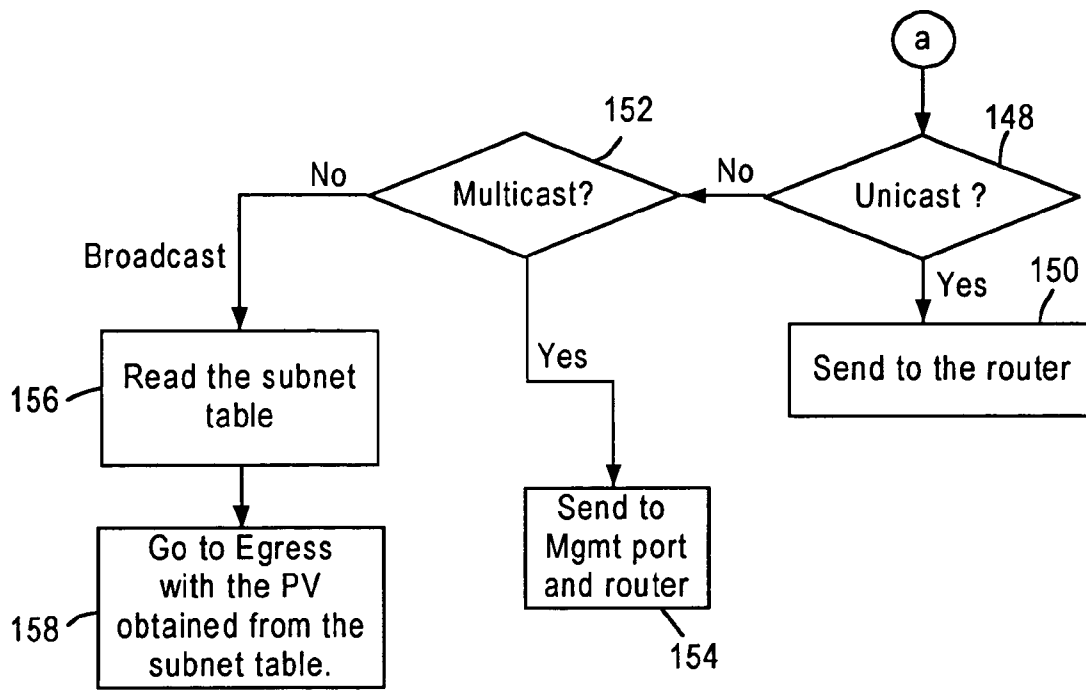 a
148
Unicast ?
No
152
Multicast?
No
Broadcast
Yes
150
Send to the router
Yes
Send to
Mgmt port
and router
154
156
Read the subnet
table
158
Go to Egress
with the PV
obtained from the
subnet table.